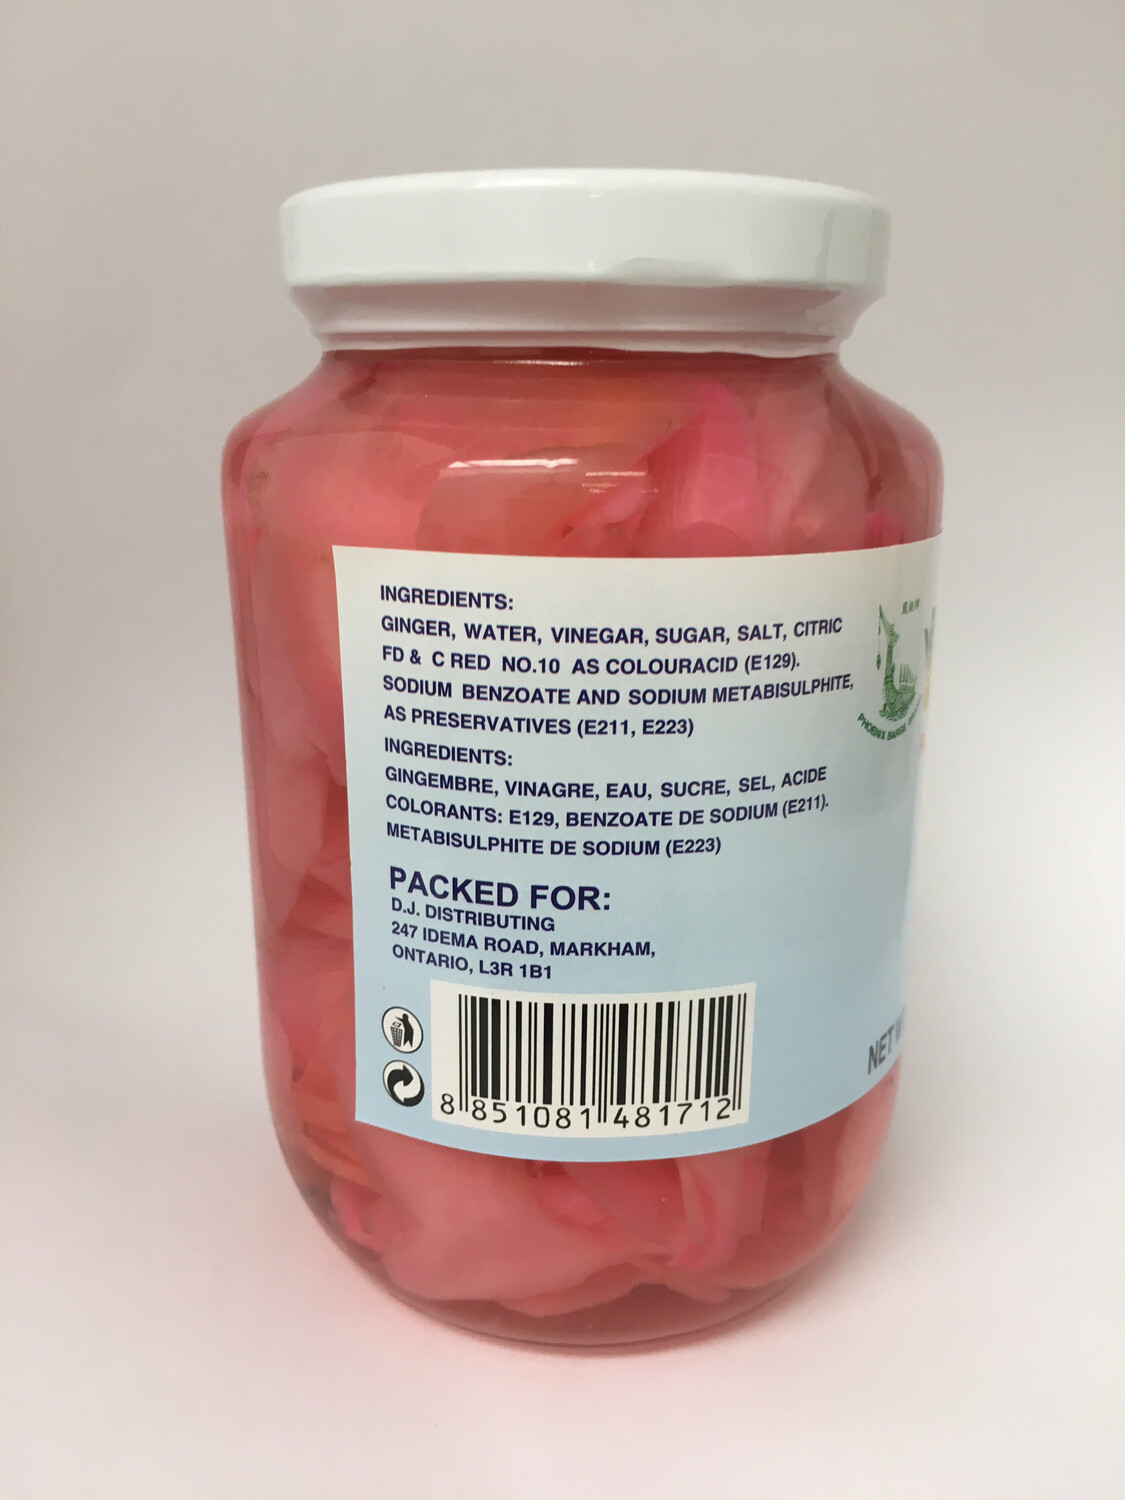 INGREDIENTS:
GINGER, WATER, VINEGAR, SUGAR, SALT, CITRIC
FD & C RED NO.10 AS COLOURACID (E129).
SODIUM BENZOATE AND SODIUM METABISULPHITE,
AS PRESERVATIVES (E211, E223)
INGREDIENTS:
GINGEMBRE, VINAGRE, EAU, SUCRE, SEL, ACIDE
COLORANTS: E129, BENZOATE DE SODIUM (E211).
METABISULPHITE DE SODIUM (E223)
PACKED FOR:
D.J. DISTRIBUTING
247 IDEMA ROAD, MARKHAM,
ONTARIO, L3R 1B1
8 851081 481712
PHOENIX BARGE
NET